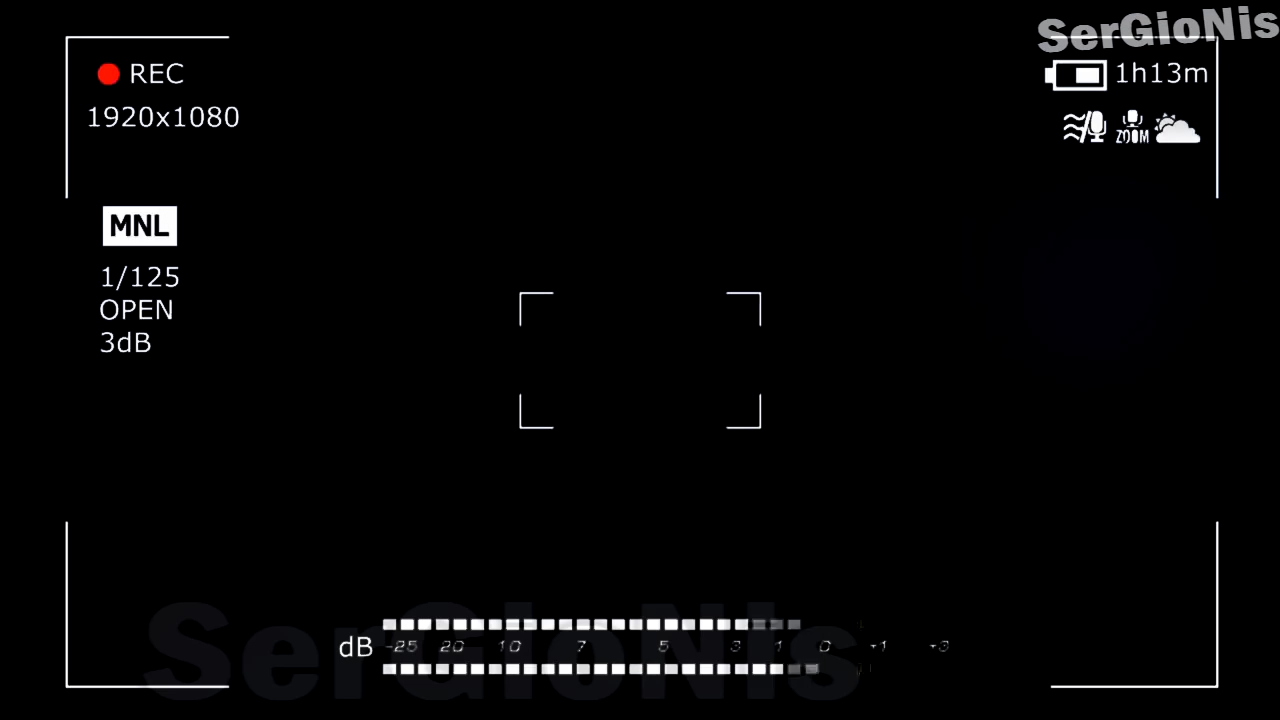 SerGioNis
REC
1h13m
1920x1080
ZOOM
MNL
1/125
OPEN
3dB
SerGioNis
dB -25 20 10 7 5 3 1 0 +1 +3